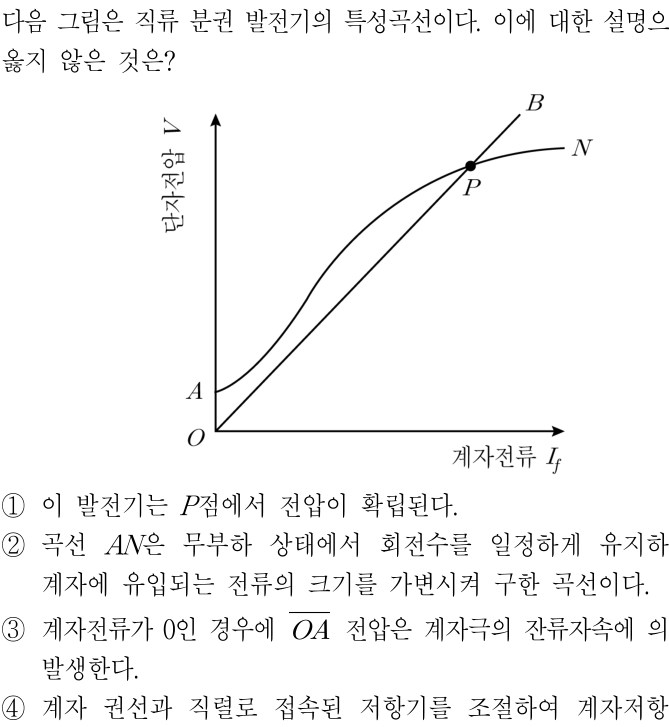 다음 그림은 직류 분권 발전기의 특성곡선이다. 이에 대한 설명으
옳지 않은 것은?
B
N
P
단자전압 V
A
O
계자전류 I_f
① 이 발전기는 P점에서 전압이 확립된다.
② 곡선 AN은 무부하 상태에서 회전수를 일정하게 유지하
계자에 유입되는 전류의 크기를 가변시켜 구한 곡선이다.
③ 계자전류가 0인 경우에 OA 전압은 계자극의 잔류자속에 의
발생한다.
④ 계자 권선과 직렬로 접속된 저항기를 조절하여 계자저항